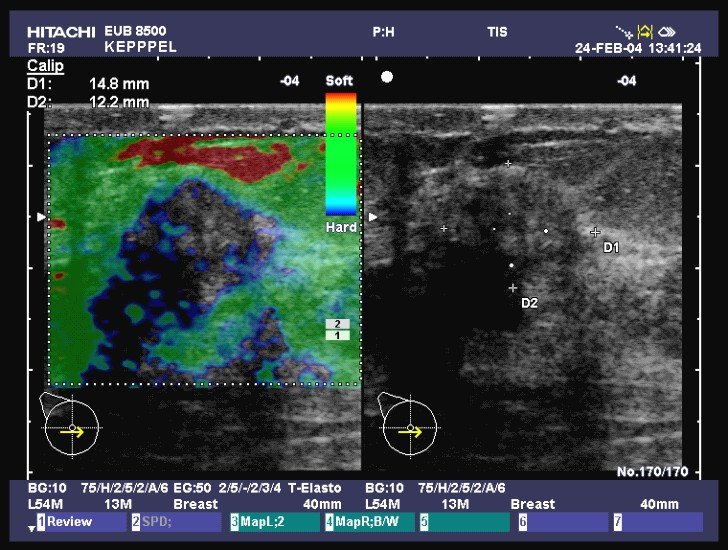 HITACHI EUB 8500 P:H TIS
FR:19 KEPPPEL 24-FEB-04 13:41:24
Calip
D1: 14.8 mm
D2: 12.2 mm
-04 Soft -04
Hard
D1
D2
2
1
No.170/170
BG:10 75/H/2/5/2/A/6 EG:50 2/5/-/2/3/4 T-Elasto BG:10 75/H/2/5/2/A/6
L54M 13M 40mm L54M 13M Breast 40mm
1 Review 2 SPD; 3 MapL;2 4 MapR;B/W 5 6 7